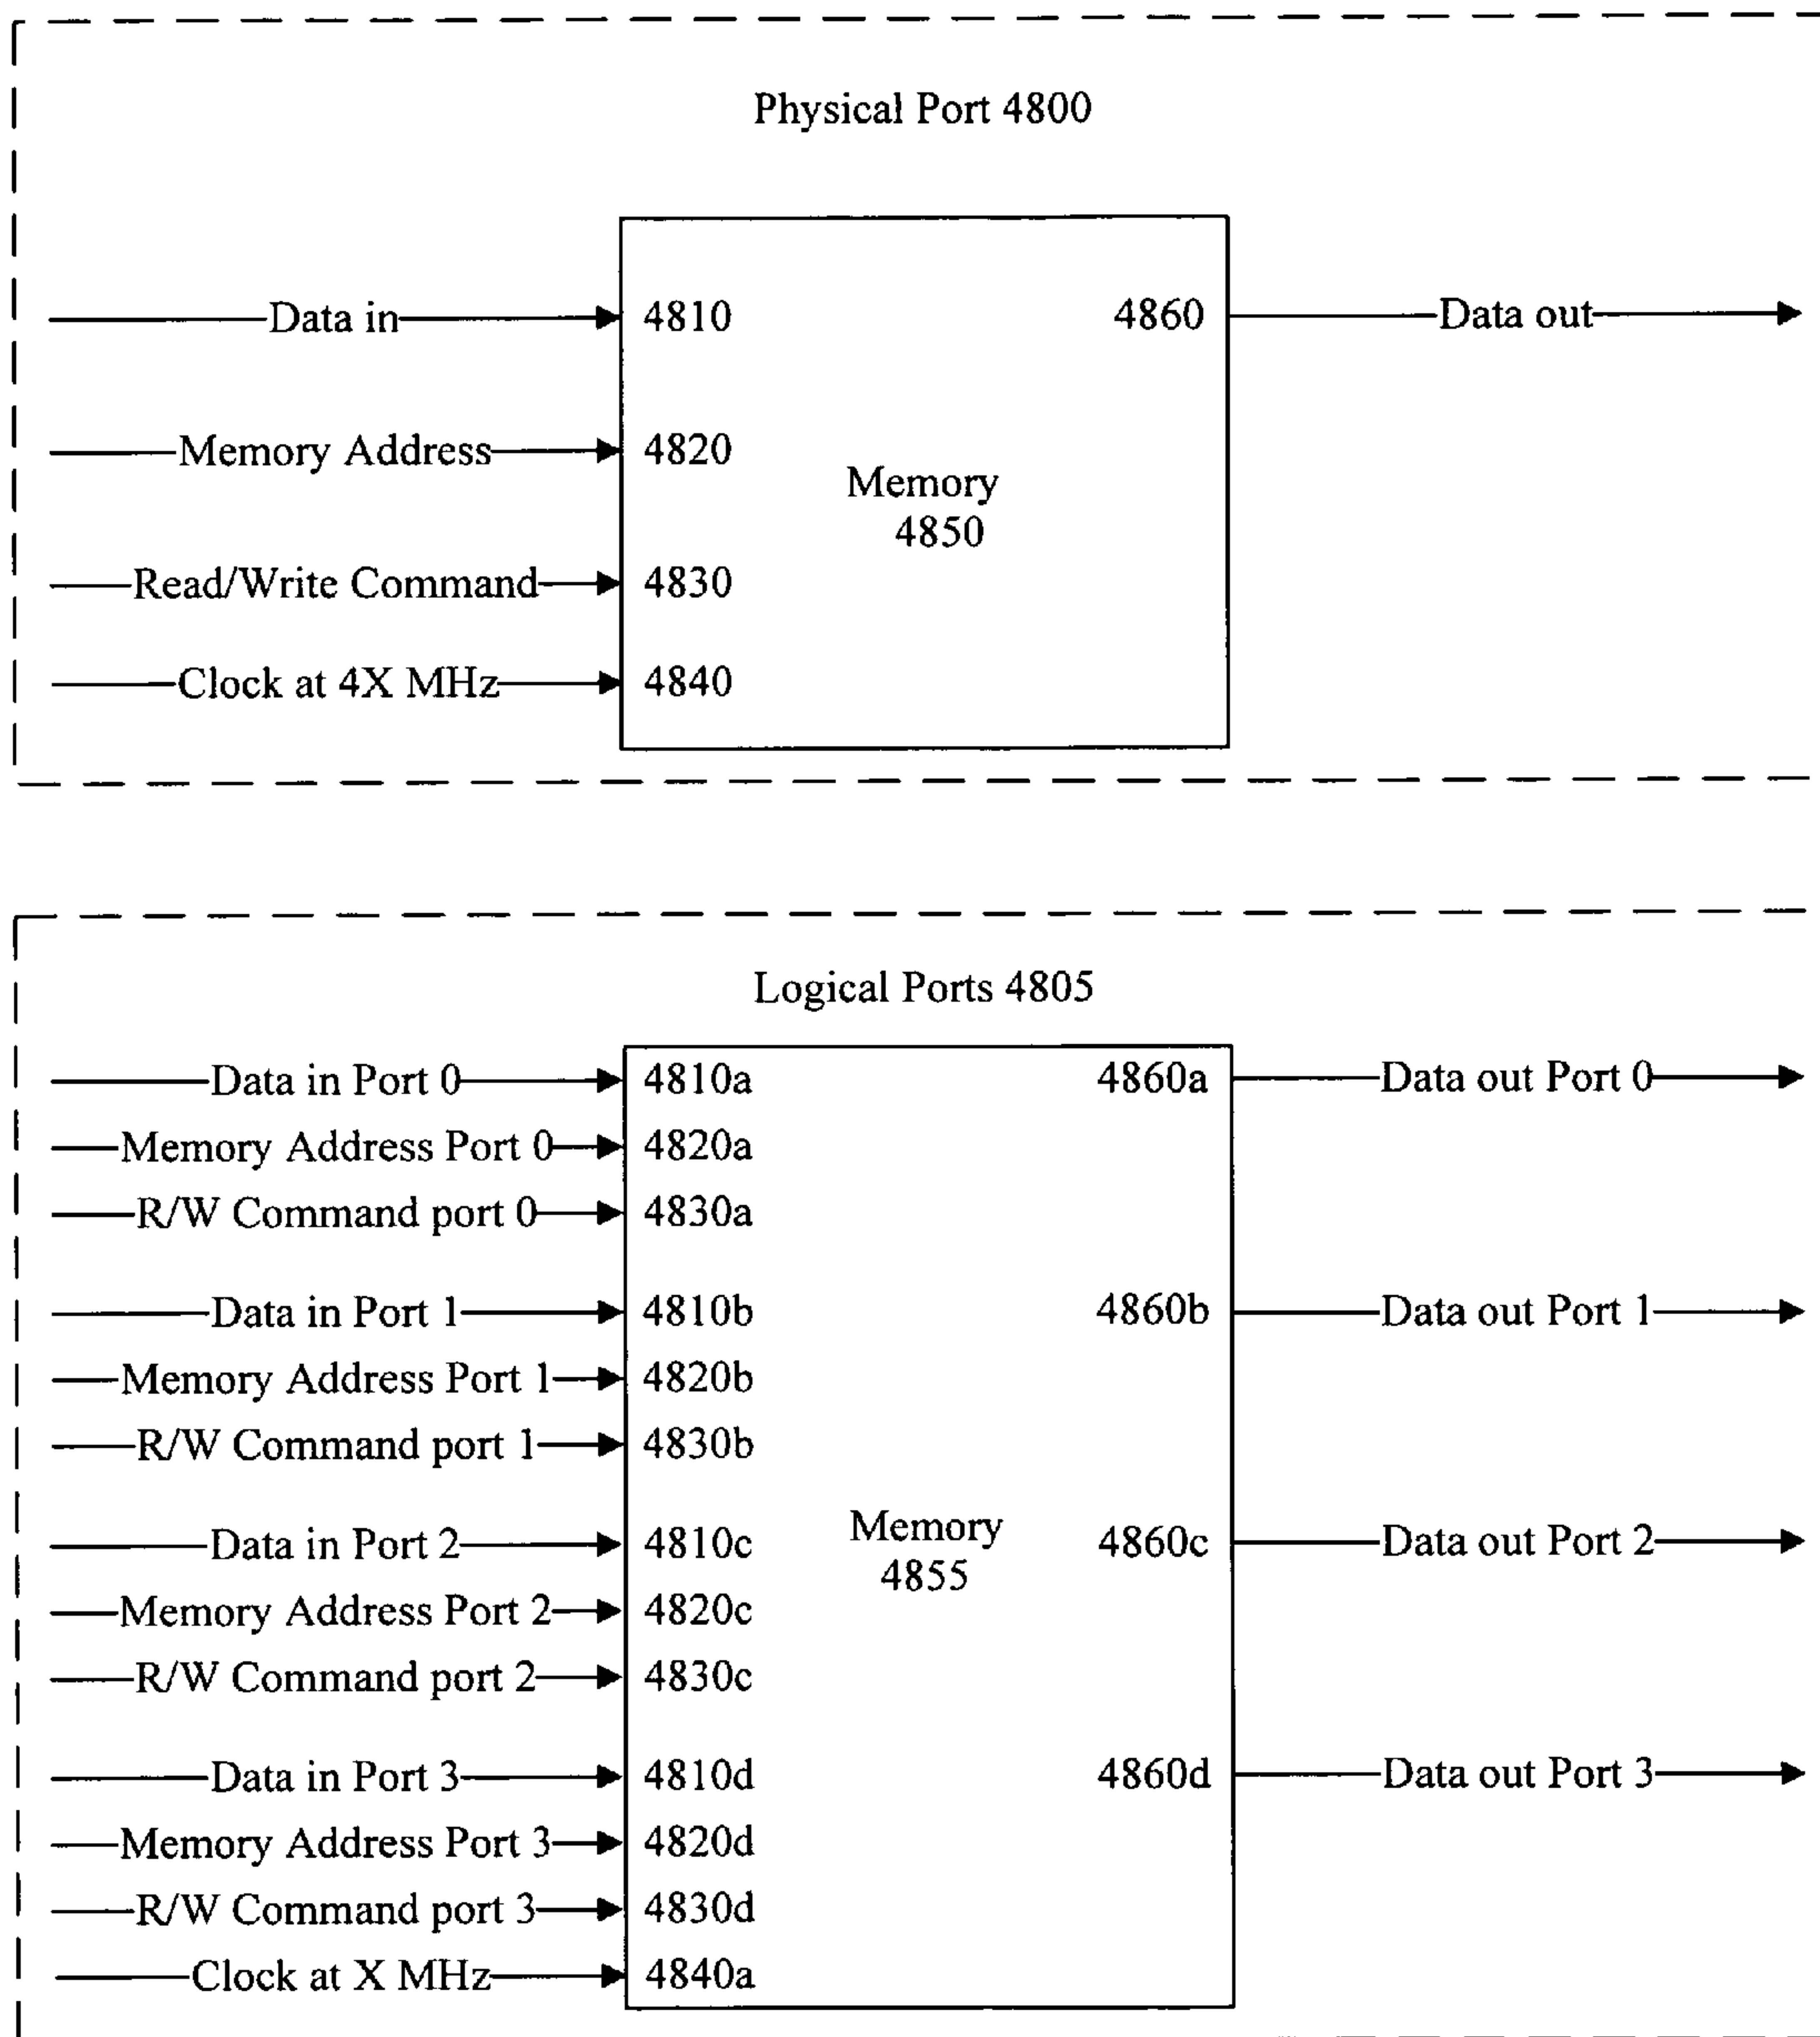 Physical Port 4800
Data in 4810 4860 Data out
Memory Address 4820
Memory
4850
Read/Write Command 4830
Clock at 4X MHz 4840
Logical Ports 4805
Data in Port 0 4810a 4860a Data out Port 0
Memory Address Port 0 4820a
R/W Command port 0 4830a
Data in Port 1 4810b 4860b Data out Port 1
Memory Address Port 1 4820b
R/W Command port 1 4830b
Data in Port 2 4810c Memory 4860c Data out Port 2
4855
Memory Address Port 2 4820c
R/W Command port 2 4830c
Data in Port 3 4810d 4860d Data out Port 3
Memory Address Port 3 4820d
R/W Command port 3 4830d
Clock at X MHz 4840a